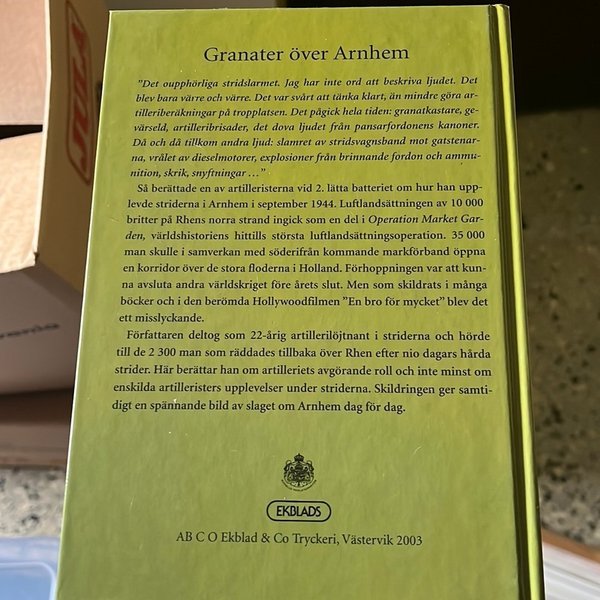 Granater över Arnhem
"Det oupphörliga stridslarmet. Jag har inte ord att beskriva ljudet. Det
blev bara värre och värre. Det var svårt att tänka klart, än mindre göra ar-
tilleriberäkningar på tropplatsen. Det pågick hela tiden: granatkastare, ge-
värseld, artilleribrisader, det dova ljudet från pansarfordonens kanoner.
Då och då tillkom andra ljud: slamret av stridsvagnsband mot gatstenar-
na, vrålet av dieselmotorer, explosioner från brinnande fordon och ammu-
nition, skrik, snyftningar ..."
Så berättade en av artilleristerna vid 2. lätta batteriet om hur han upp-
levde striderna i Arnhem i september 1944. Luftlandsättningen av 10 000
britter på Rhens norra strand ingick som en del i Operation Market Gar-
den, världshistoriens hittills största luftlandsättningsoperation. 35 000
man skulle i samverkan med söderifrån kommande markförband öppna
en korridor över de stora floderna i Holland. Förhoppningen var att kun-
na avsluta andra världskriget före årets slut. Men som skildrats i många
böcker och i den berömda Hollywoodfilmen "En bro för mycket" blev det
ett misslyckande.
Författaren deltog som 22-årig artillerilöjtnant i striderna och hörde
till de 2 300 man som räddades tillbaka över Rhen efter nio dagars hårda
strider. Här berättar han om artilleriets avgörande roll och inte minst om
enskilda artilleristers upplevelser under striderna. Skildringen ger samti-
digt en spännande bild av slaget om Arnhem dag för dag.
EKBLADS
AB C O Ekblad & Co Tryckeri, Västervik 2003
JULA